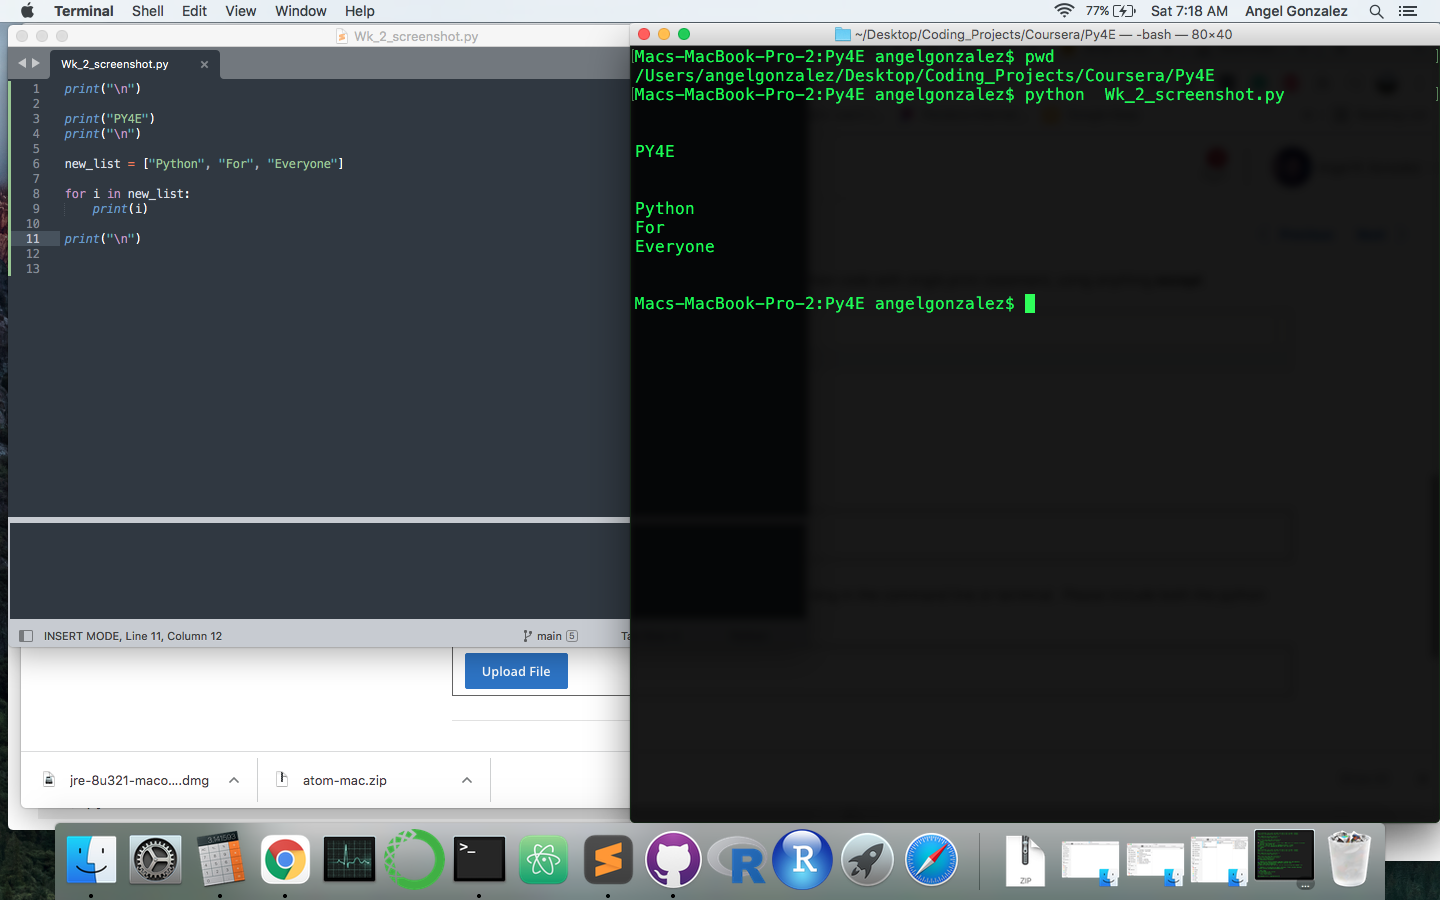 Terminal Shell Edit View Window Help 77% Sat 7:18 AM Angel Gonzalez
Wk_2_screenshot.py
Wk_2_screenshot.py ×
1 print("\n")
2
3 print("PY4E")
4 print("\n")
5
6 new_list = ["Python", "For", "Everyone"]
7
8 for i in new_list:
9 print(i)
10
11 print("\n")
12
13
INSERT MODE, Line 11, Column 12 main 5
Upload File
jre-8u321-maco....dmg
atom-mac.zip
~/Desktop/Coding_Projects/Coursera/Py4E — -bash — 80×40
[Macs-MacBook-Pro-2:Py4E angelgonzalez$ pwd ]
/Users/angelgonzalez/Desktop/Coding_Projects/Coursera/Py4E
[Macs-MacBook-Pro-2:Py4E angelgonzalez$ python  Wk_2_screenshot.py ]
PY4E
Python
For
Everyone
Macs-MacBook-Pro-2:Py4E angelgonzalez$
3.141593
>_
R
R
ZIP